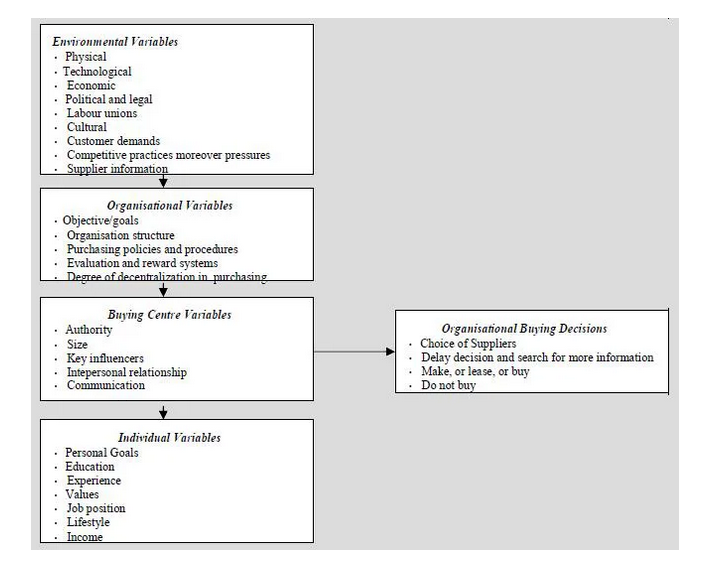 Environmental Variables
· Physical
· Technological
· Economic
· Political and legal
· Labour unions
· Cultural
· Customer demands
· Competitive practices moreover pressures
· Supplier information
Organisational Variables
· Objective/goals
· Organisation structure
· Purchasing policies and procedures
· Evaluation and reward systems
· Degree of decentralization in purchasing
Buying Centre Variables
· Authority
· Size
· Key influencers
· Intepersonal relationship
· Communication
Organisational Buying Decisions
· Choice of Suppliers
· Delay decision and search for more information
· Make, or lease, or buy
· Do not buy
Individual Variables
· Personal Goals
· Education
· Experience
· Values
· Job position
· Lifestyle
· Income